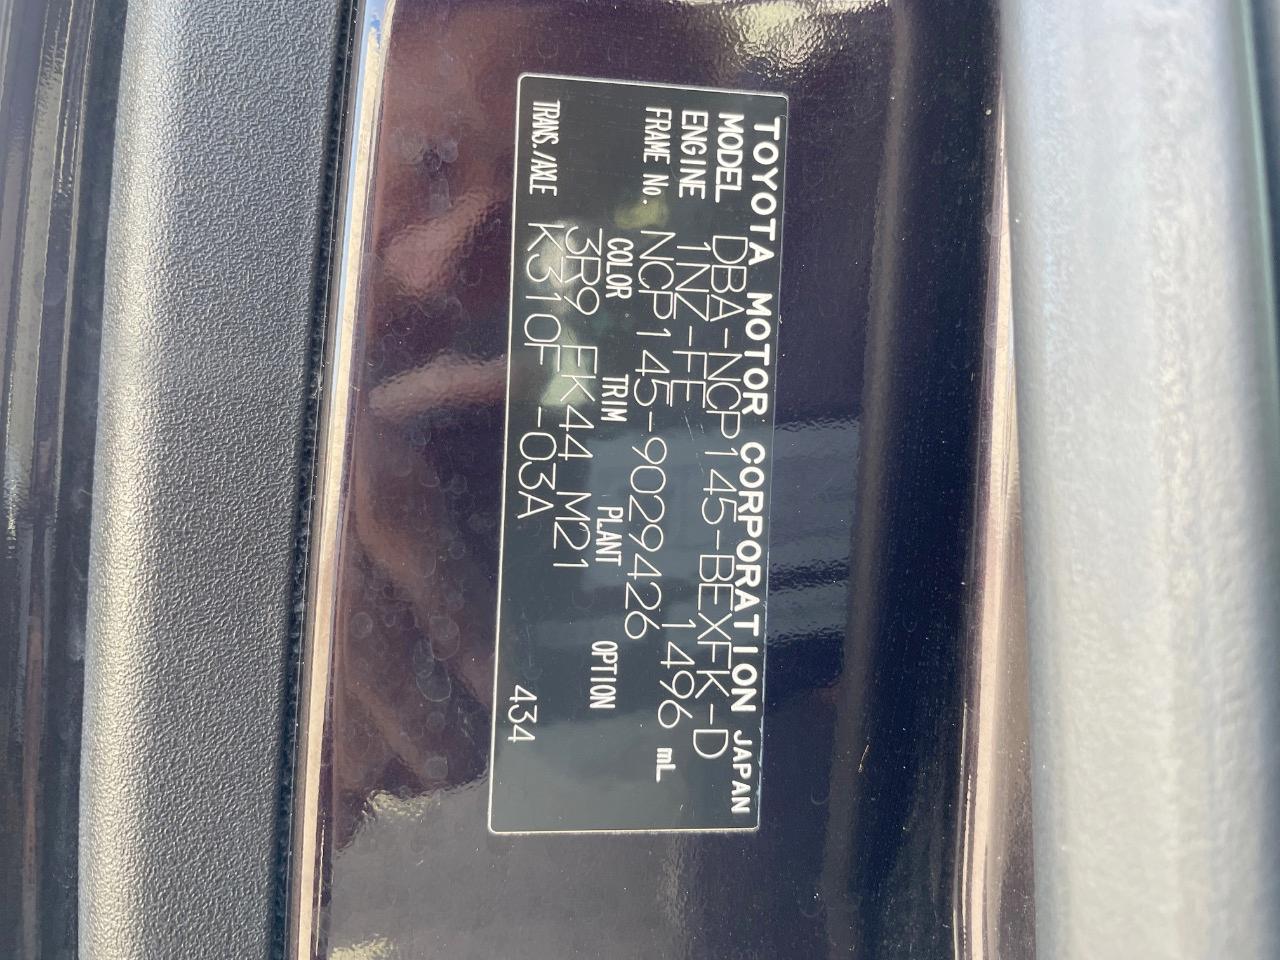 TOYOTA MOTOR CORPORATION JAPAN
MODEL DBA-NCP145-BEXFK-D
ENGINE 1NZ-FE 1496 mL
FRAME No. NCP145-9029426
COLOR TRIM PLANT OPTION
3R9 FK44 M21
TRANS./AXLE K310F -03A 434